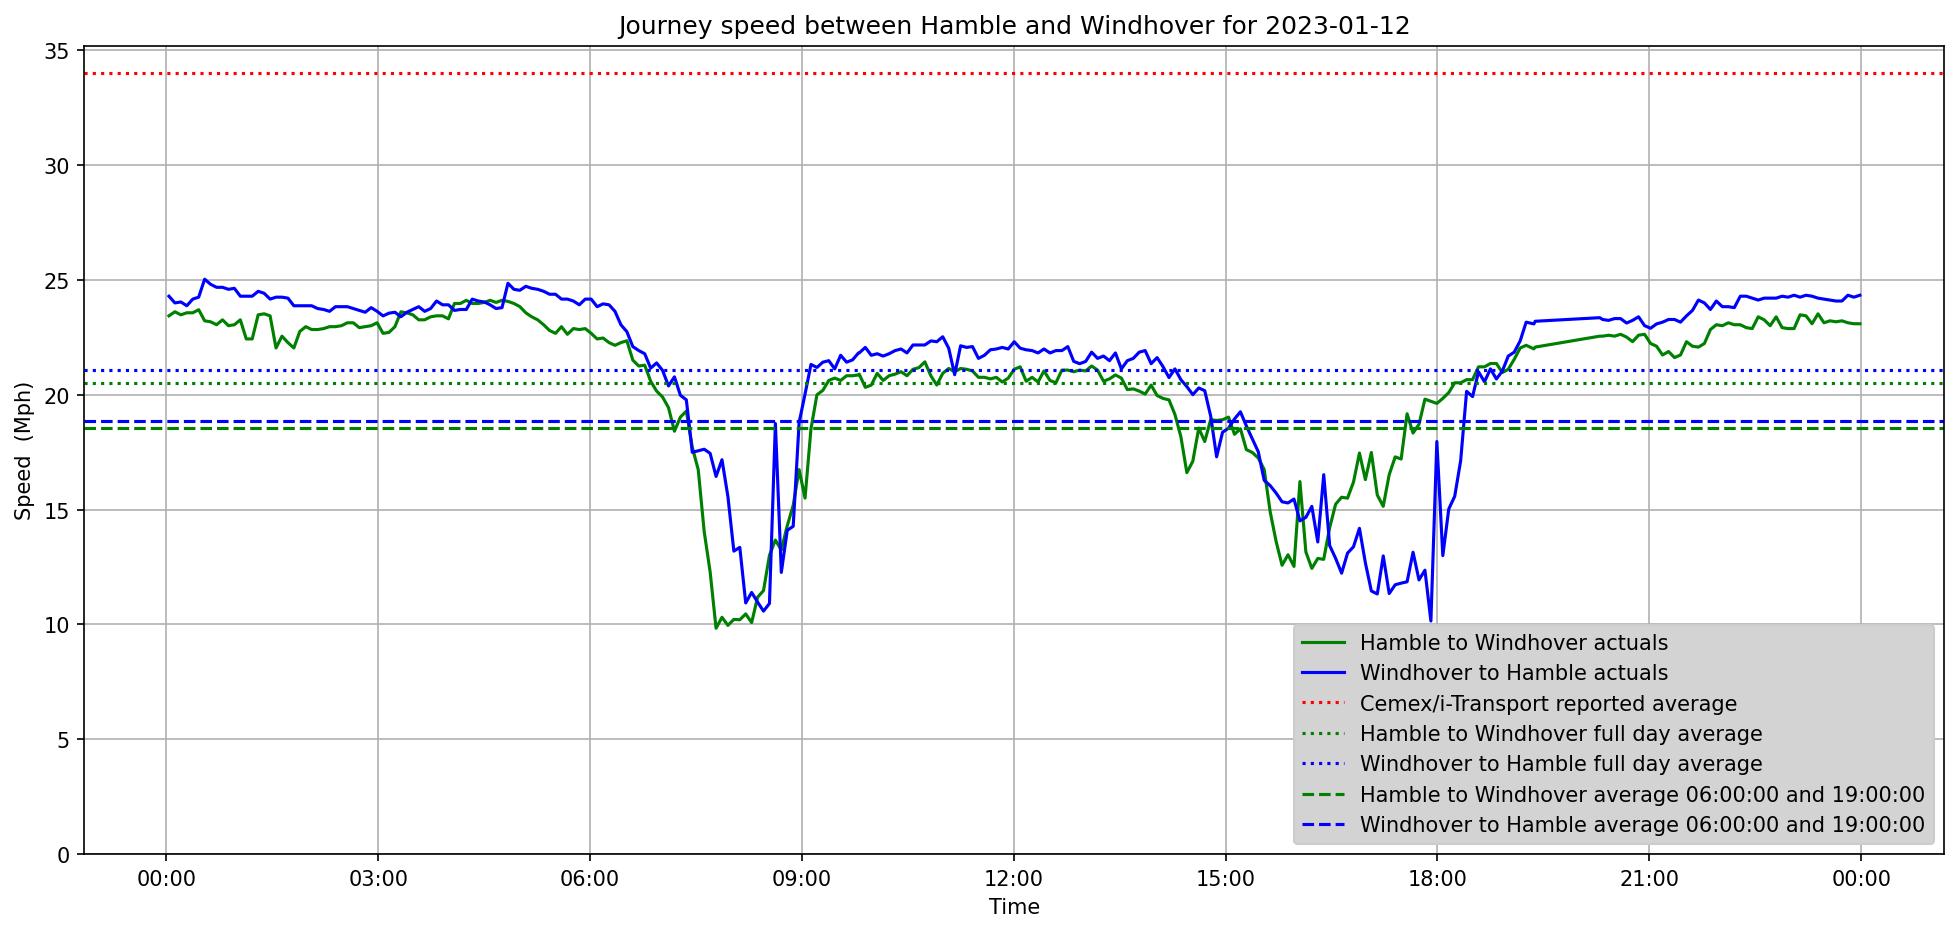 Journey speed between Hamble and Windhover for 2023-01-12
35
30
25
20
15
10
5
0
Speed (Mph)
00:00 03:00 06:00 09:00 12:00 15:00 18:00 21:00 00:00
Time
Hamble to Windhover actuals
Windhover to Hamble actuals
Cemex/i-Transport reported average
Hamble to Windhover full day average
Windhover to Hamble full day average
Hamble to Windhover average 06:00:00 and 19:00:00
Windhover to Hamble average 06:00:00 and 19:00:00